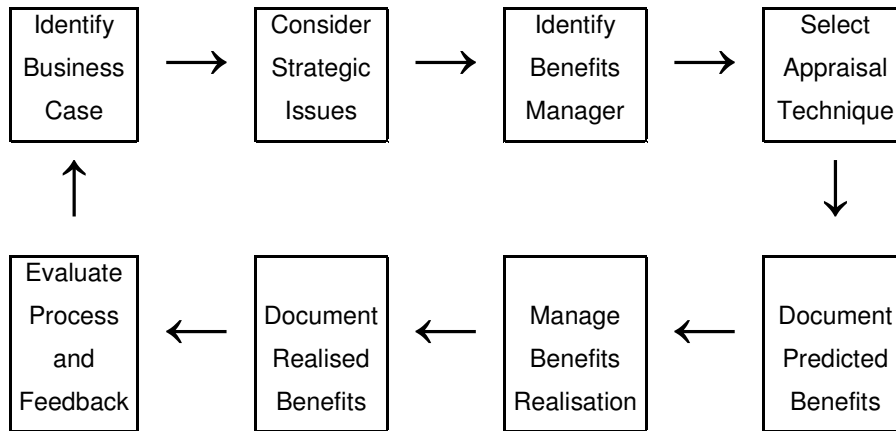 Identify
Business
Case
Consider
Strategic
Issues
Identify
Benefits
Manager
Select
Appraisal
Technique
Evaluate
Process
and
Feedback
Document
Realised
Benefits
Manage
Benefits
Realisation
Document
Predicted
Benefits